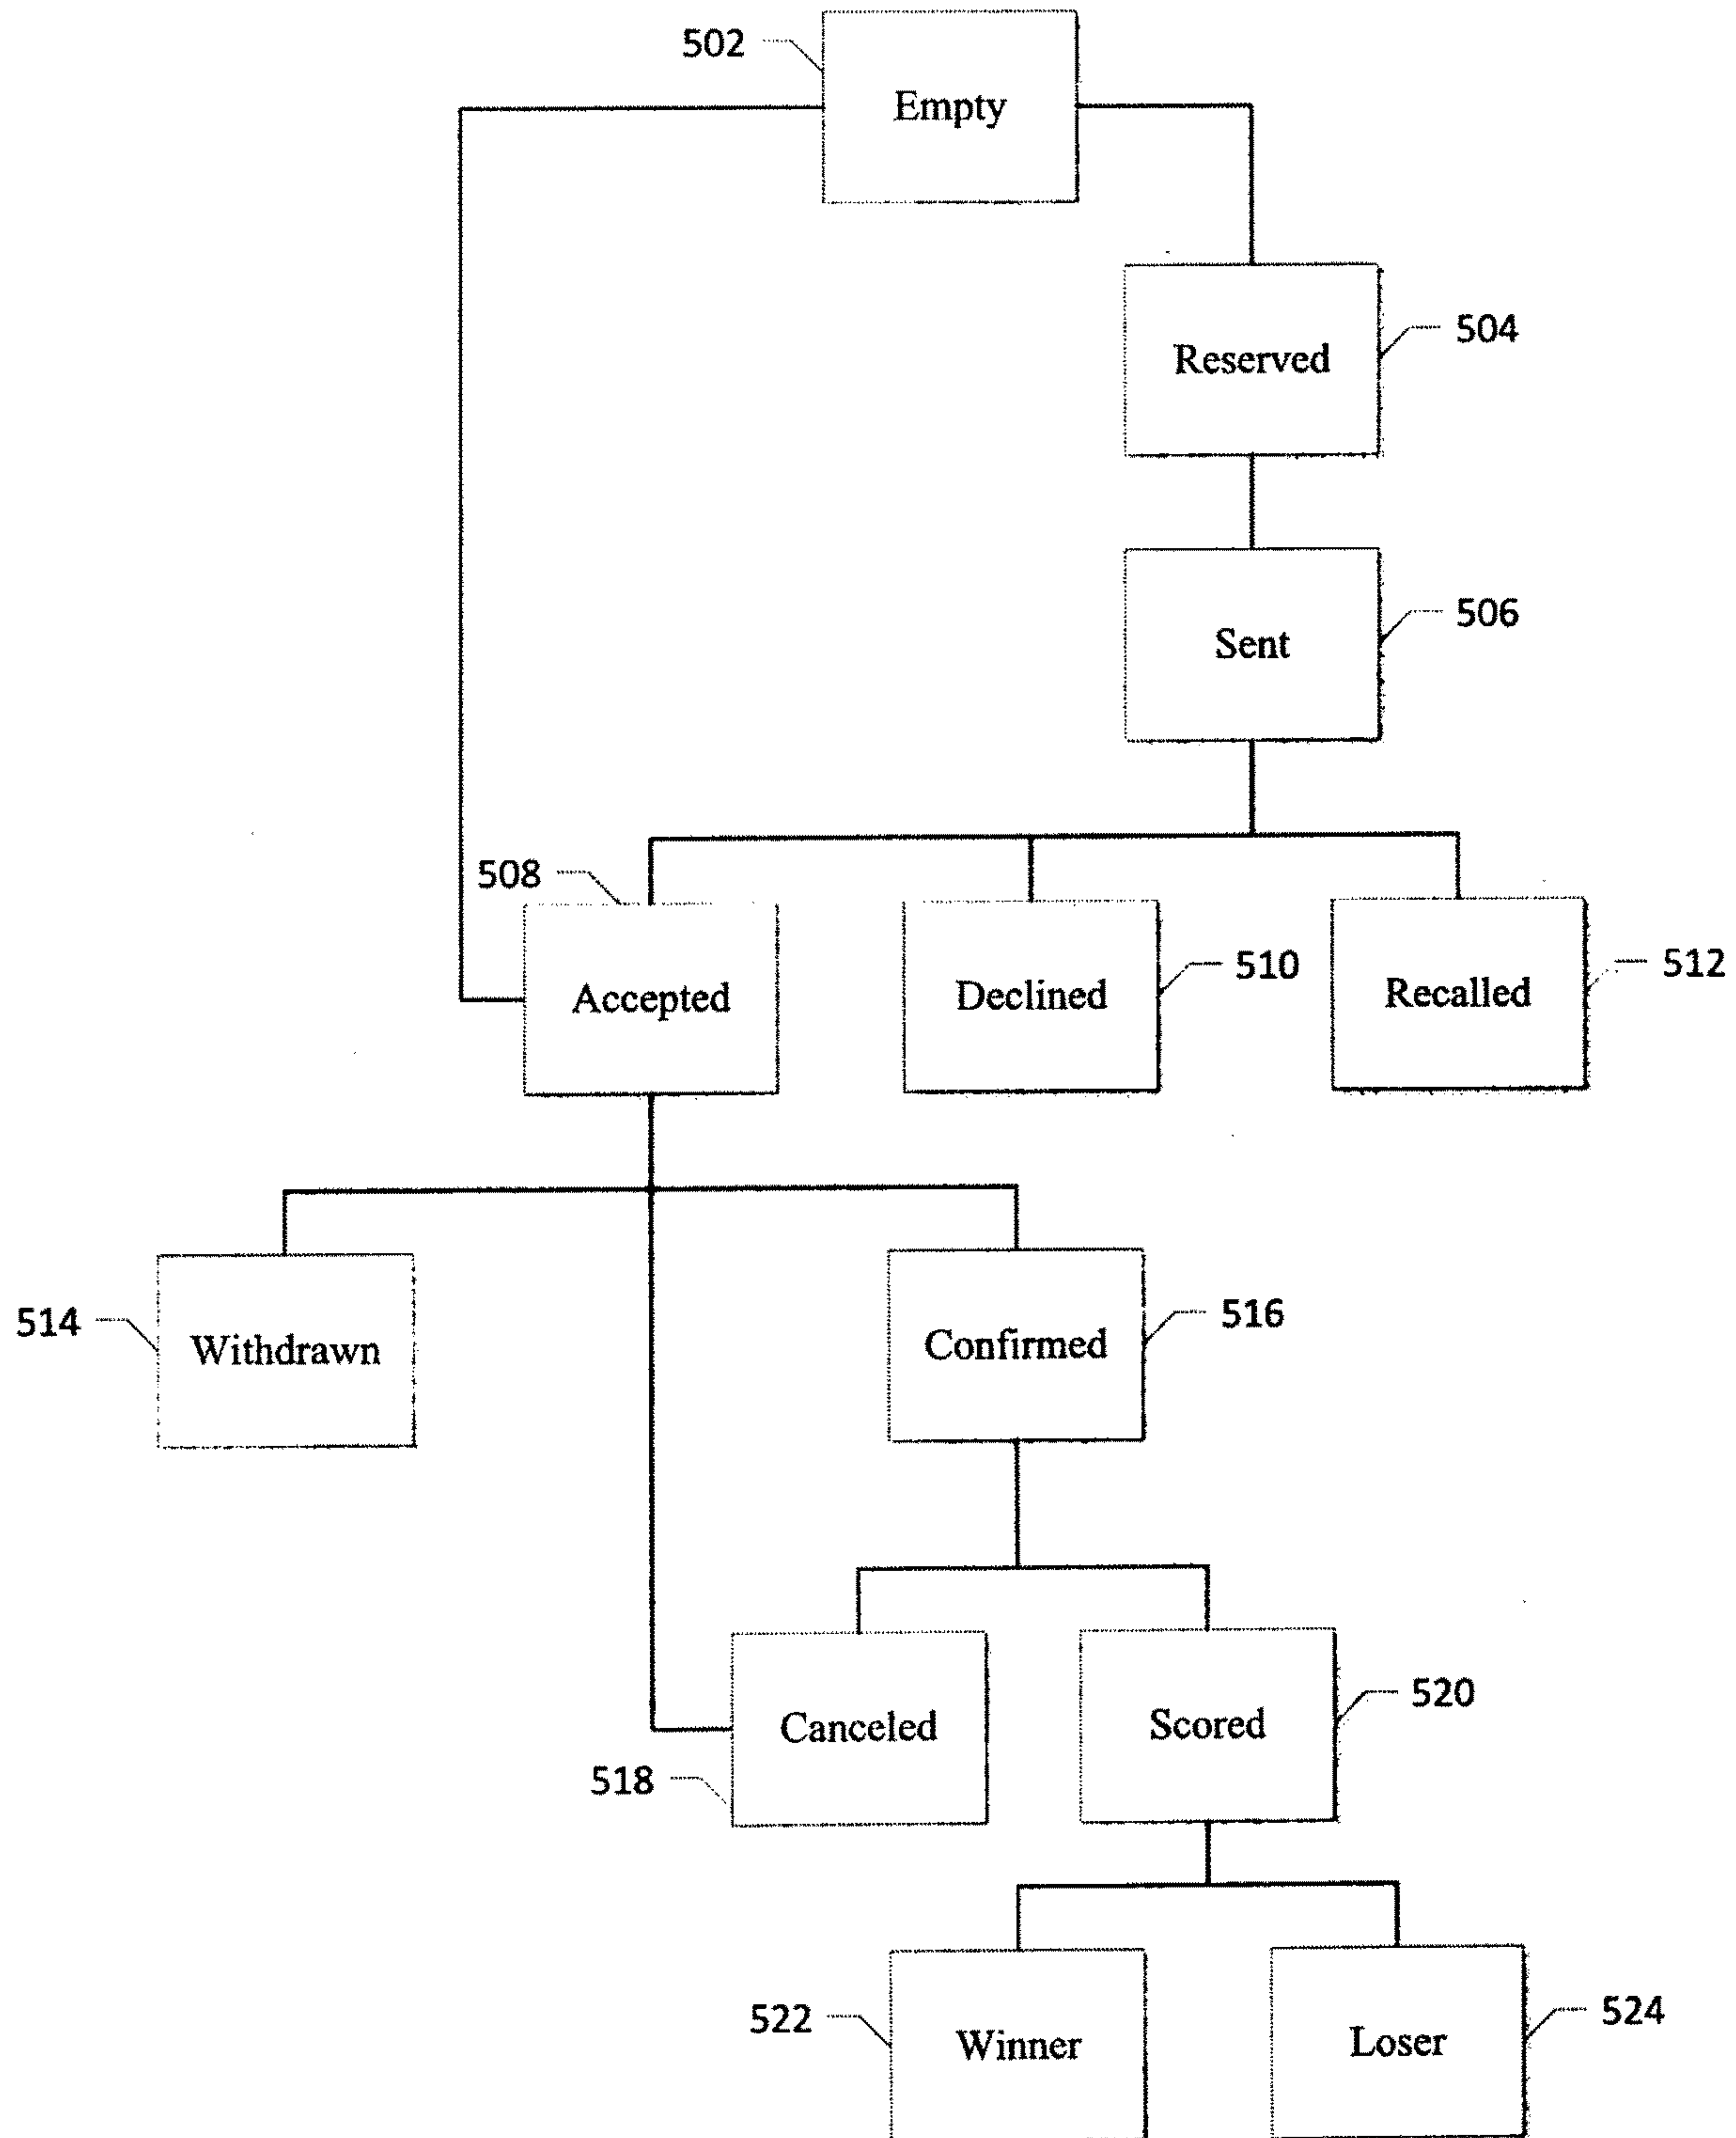 502
Empty
504
Reserved
506
Sent
508
Accepted
Declined
510
Recalled
512
514
Withdrawn
Confirmed
516
Canceled
518
Scored
520
522
Winner
Loser
524